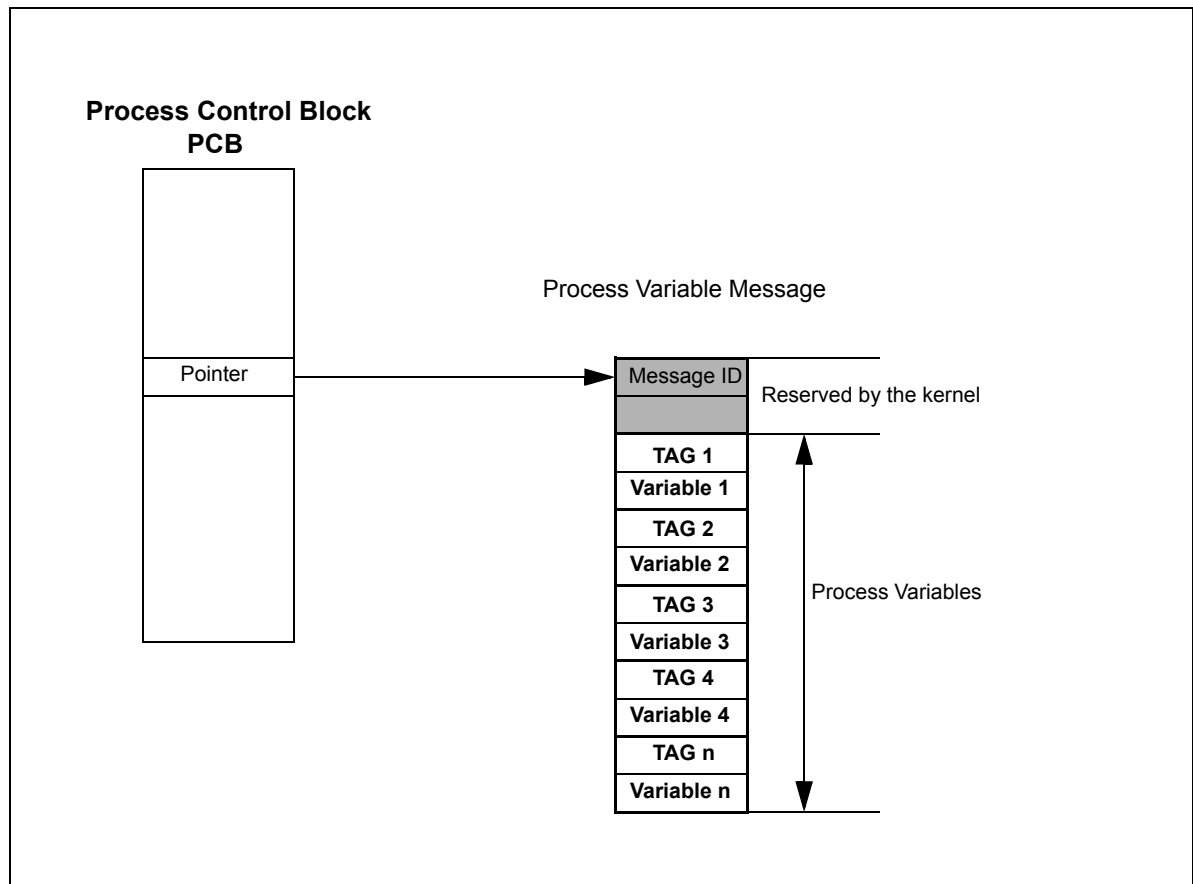 Process Control Block
PCB
Process Variable Message
Pointer
Message ID
Reserved by the kernel
TAG 1
Variable 1
TAG 2
Variable 2
TAG 3
Variable 3
TAG 4
Variable 4
TAG n
Variable n
Process Variables